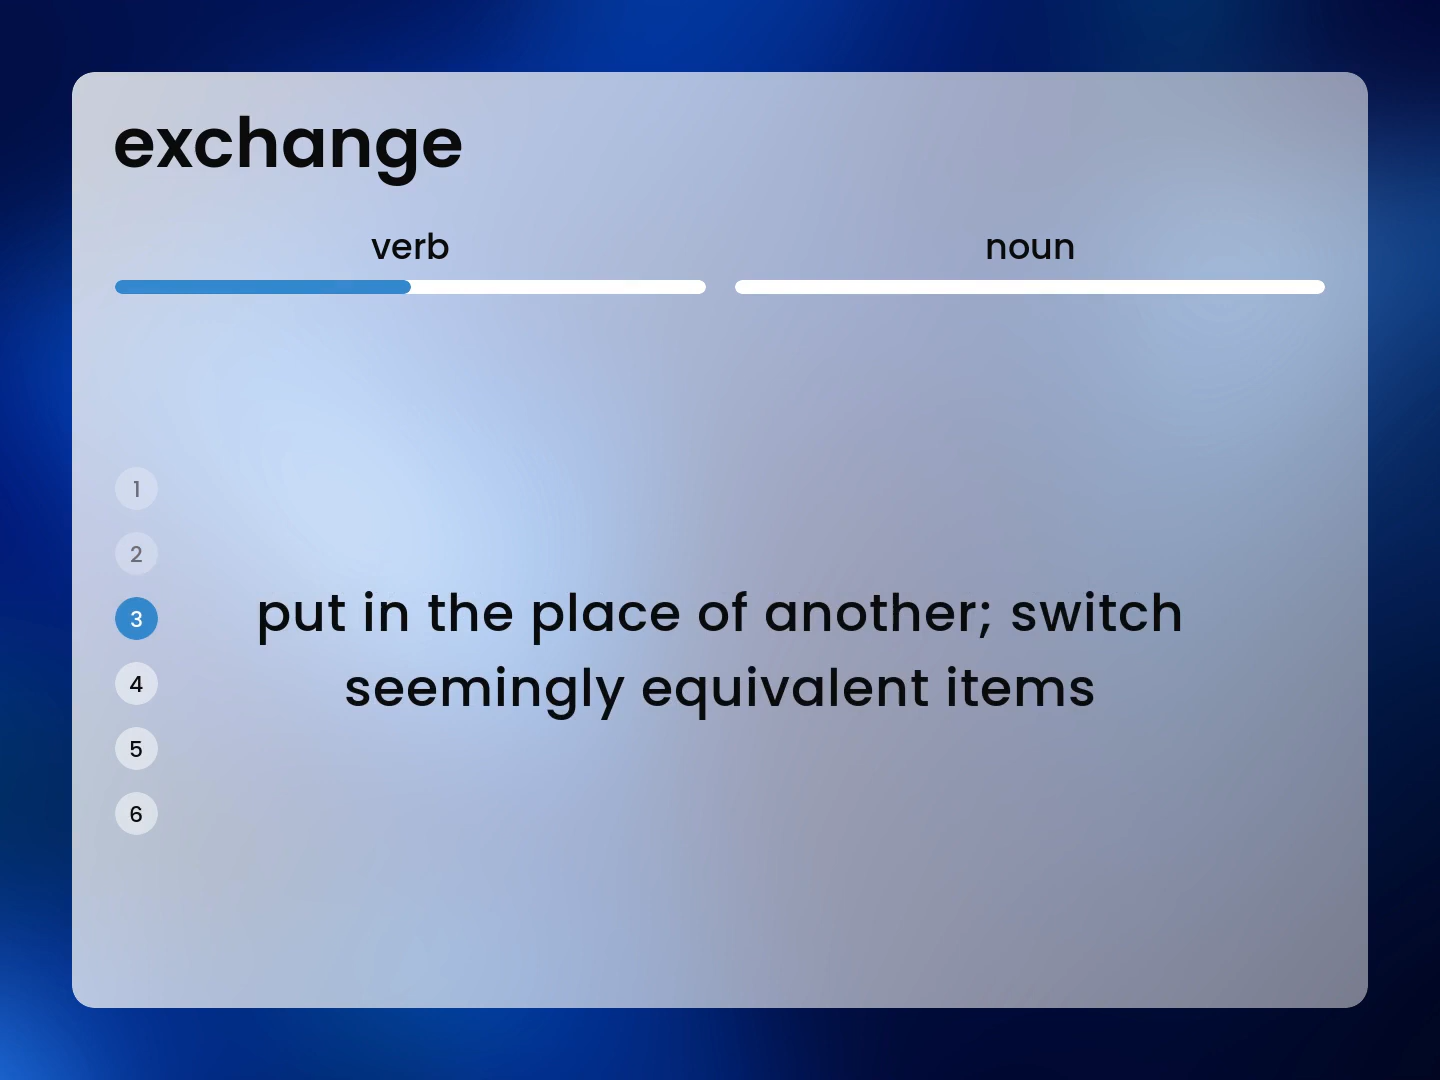 exchange
verb
noun
1
2
3
4
5
6
put in the place of another; switch
seemingly equivalent items